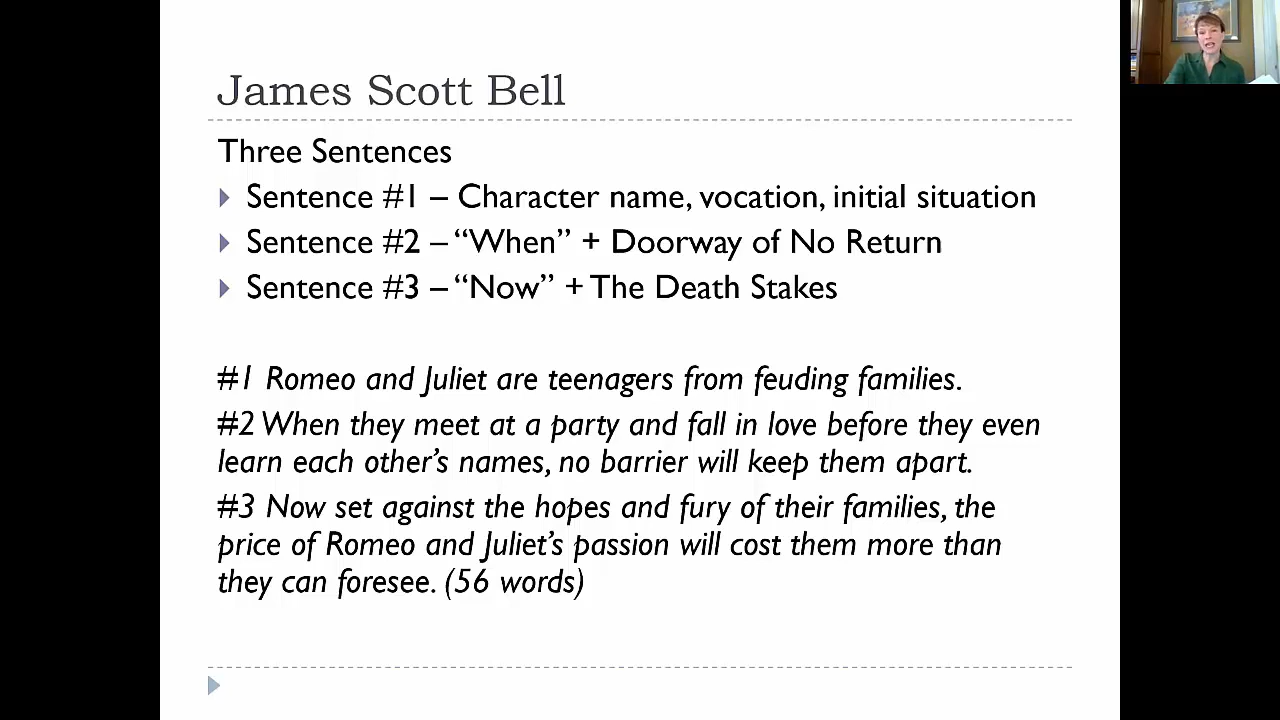 James Scott Bell
Three Sentences
Sentence #1 – Character name, vocation, initial situation
Sentence #2 – “When” + Doorway of No Return
Sentence #3 – “Now” + The Death Stakes
#1 Romeo and Juliet are teenagers from feuding families.
#2 When they meet at a party and fall in love before they even
learn each other’s names, no barrier will keep them apart.
#3 Now set against the hopes and fury of their families, the
price of Romeo and Juliet’s passion will cost them more than
they can foresee. (56 words)